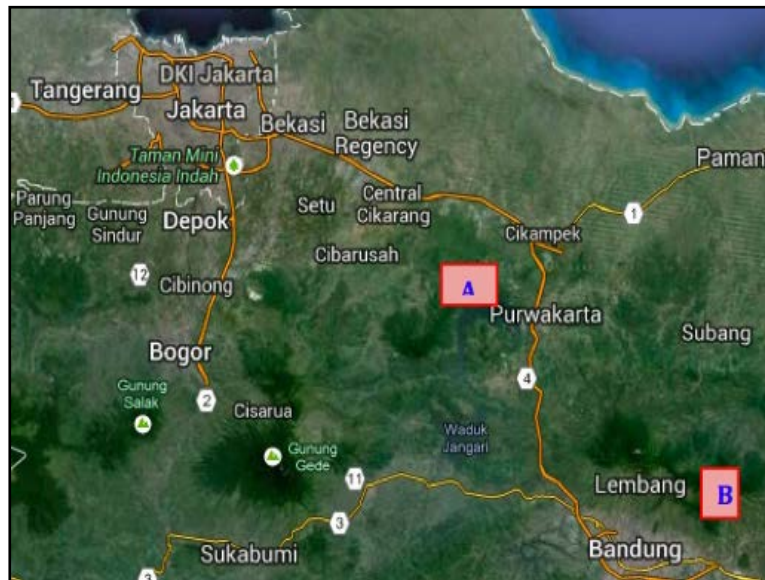 DKI Jakarta
Tangerang
Jakarta
Bekasi
Bekasi
Regency
Taman Mini
Indonesia Indah
Paman
Parung
Panjang
Gunung
Sindur
Depok
Setu
Central
Cikarang
1
Cikampek
Cibarusah
12
Cibinong
A
Purwakarta
Subang
Bogor
4
Gunung
Salak
2
Cisarua
Waduk
Jangari
Gunung
Gede
11
Lembang
B
3
Sukabumi
Bandung
3